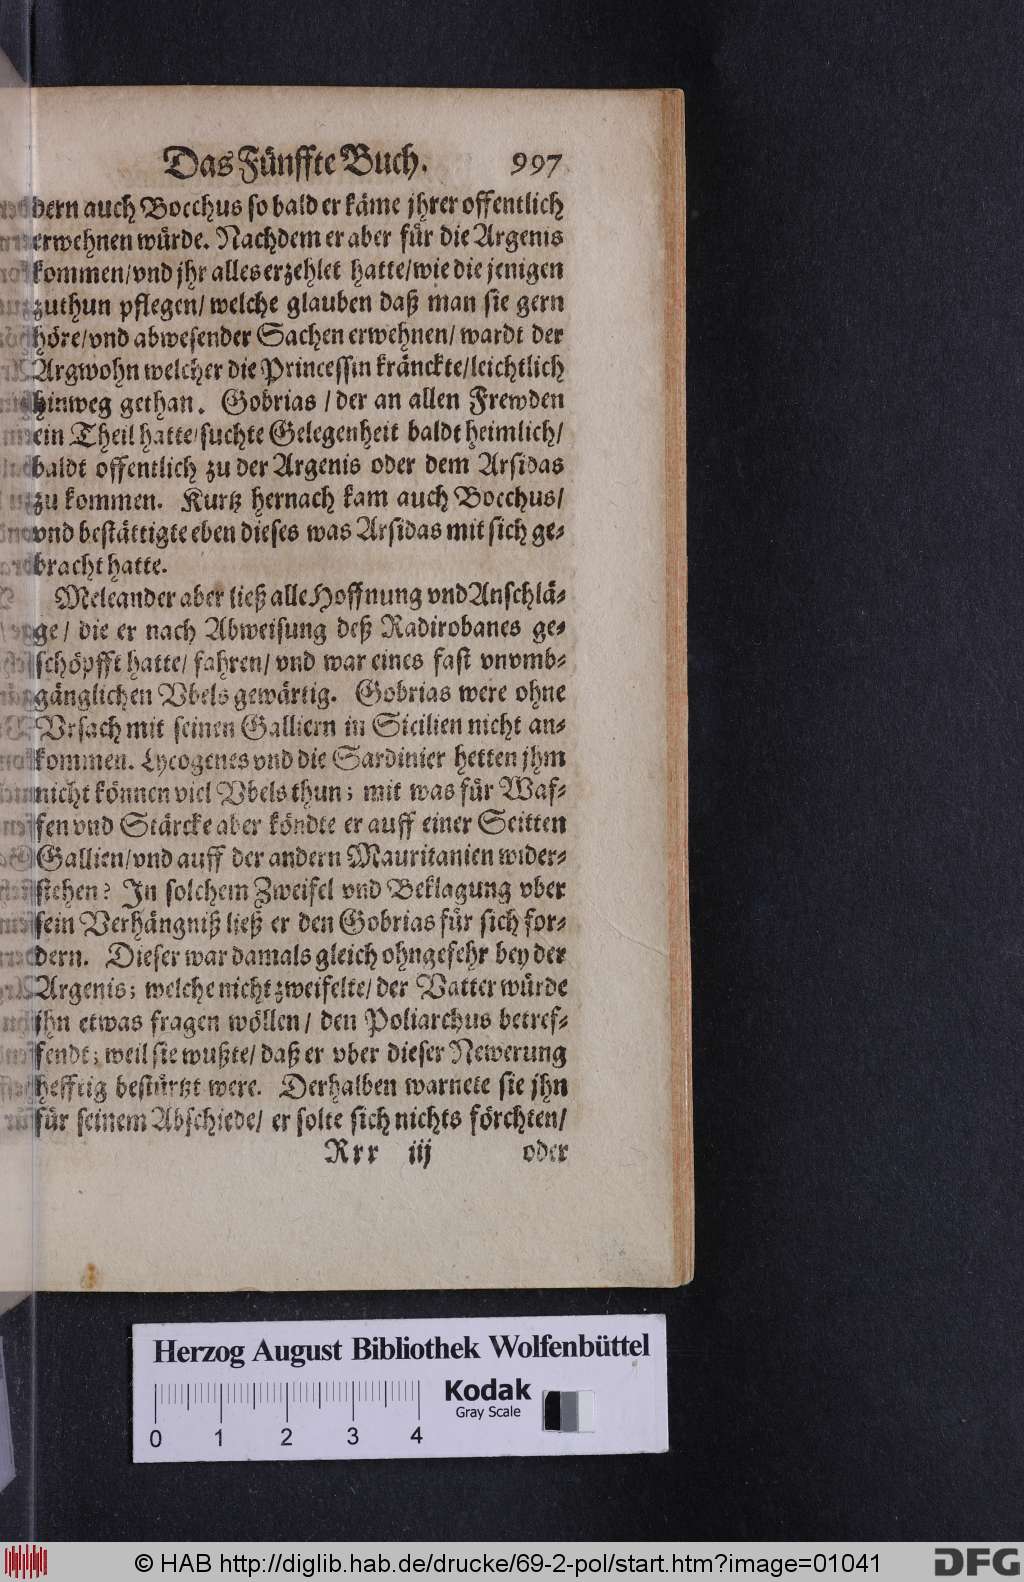 Das Fünffte Buch. 997
dern auch Bocchus so bald er käme jhrer offentlich
erwehnen würde. Nachdem er aber für die Argenis
kommen/ vnd jhr alles erzehlet hatte/ wie die jenigen
zuthun pflegen/ welche glauben daß man sie gern
höre/ vnd abwesender Sachen erwehnen/ wardt der
Argwohn welcher die Princessin kränckte/ leichtlich
hinweg gethan. Gobrias / der an allen Frewden
ein Theil hatte/ suchte Gelegenheit baldt heimlich/
baldt offentlich zu der Argenis oder dem Arsidas
zu kommen. Kurtz hernach kam auch Bocchus/
vnd bestättigte eben dieses was Arsidas mit sich ge-
bracht hatte.
Meleander aber ließ alle Hoffnung vnd Anschlä-
ge/ die er nach Abweisung deß Radirobanes ge-
schöpfft hatte/ fahren/ vnd war eines fast vnvmb-
gänglichen Vbels gewärtig. Gobrias were ohne
Vrsach mit seinen Galliern in Sicilien nicht an-
kommen. Lycogenes vnd die Sardinier hetten jhm
nicht können viel Vbels thun; mit was für Waf-
fen vnd Stärcke aber köndte er auff einer Seitten
Gallien/ vnd auff der andern Mauritanien wider-
stehen? In solchem Zweifel vnd Beklagung vber
sein Verhängniß ließ er den Gobrias für sich for-
dern. Dieser war damals gleich ohngefehr bey der
Argenis; welche nicht zweifelte/ der Vatter würde
jhn etwas fragen wöllen/ den Poliarchus betref-
fendt; weil sie wußte/ daß er vber dieser Newerung
hefftig bestürtzt were. Derhalben warnete sie jhn
für seinem Abschiede/ er solte sich nichts förchten/
Rrr iij oder
Herzog August Bibliothek Wolfenbüttel
Kodak
Gray Scale
0 1 2 3 4
© HAB http://diglib.hab.de/drucke/69-2-pol/start.htm?image=01041
DFG